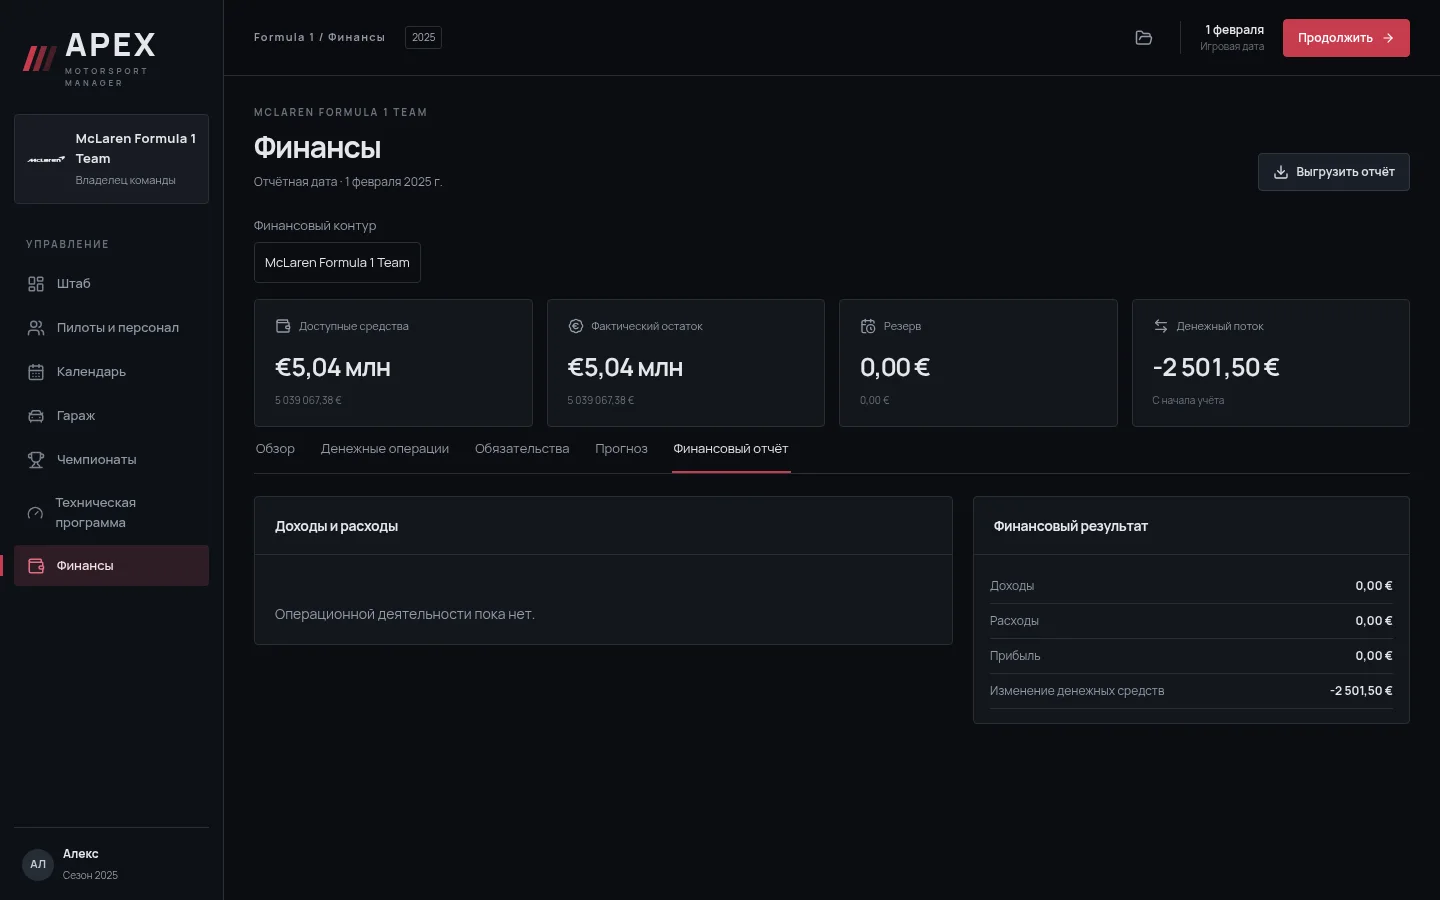 APEX
MOTORSPORT
MANAGER
McLaren
McLaren Formula 1
Team
Владелец команды
УПРАВЛЕНИЕ
Штаб
Пилоты и персонал
Календарь
Гараж
Чемпионаты
Техническая
программа
Финансы
АЛ
Алекс
Сезон 2025
Formula 1 / Финансы
2025
1 февраля
Игровая дата
Продолжить
MCLAREN FORMULA 1 TEAM
Финансы
Отчётная дата · 1 февраля 2025 г.
Выгрузить отчёт
Финансовый контур
McLaren Formula 1 Team
Доступные средства
€5,04 млн
5 039 067,38 €
Фактический остаток
€5,04 млн
5 039 067,38 €
Резерв
0,00 €
0,00 €
Денежный поток
-2 501,50 €
С начала учёта
Обзор
Денежные операции
Обязательства
Прогноз
Финансовый отчёт
Доходы и расходы
Операционной деятельности пока нет.
Финансовый результат
Доходы 0,00 €
Расходы 0,00 €
Прибыль 0,00 €
Изменение денежных средств -2 501,50 €